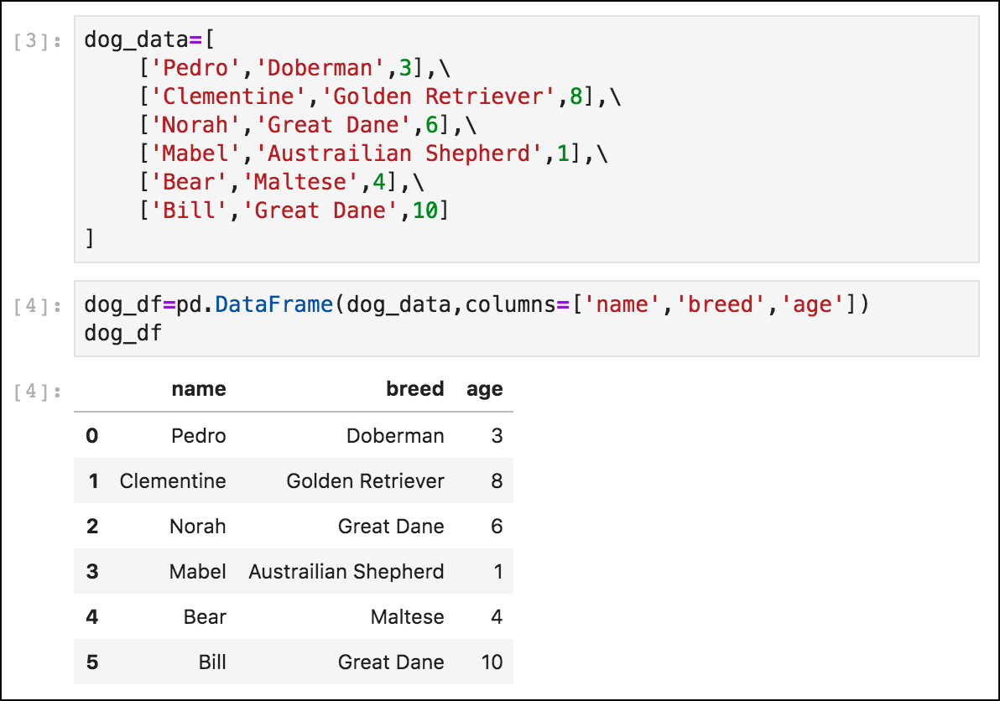 [3]: dog_data=[
['Pedro','Doberman',3],\
['Clementine','Golden Retriever',8],\
['Norah','Great Dane',6],\
['Mabel','Austrailian Shepherd',1],\
['Bear','Maltese',4],\
['Bill','Great Dane',10]
]
[4]: dog_df=pd.DataFrame(dog_data,columns=['name','breed','age'])
dog_df
[4]: name breed age
0 Pedro Doberman 3
1 Clementine Golden Retriever 8
2 Norah Great Dane 6
3 Mabel Austrailian Shepherd 1
4 Bear Maltese 4
5 Bill Great Dane 10